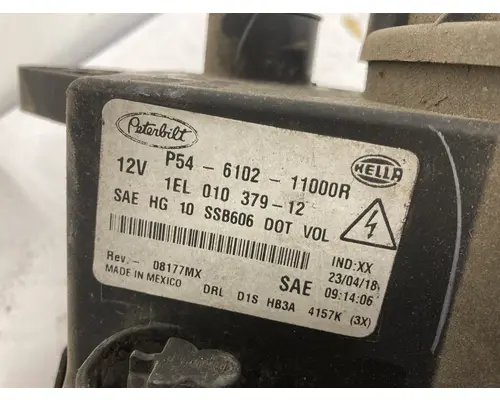 Peterbilt
HELLA
12V P54 - 6102 - 11000R
1EL 010 379-12
SAE HG 10 SSB606 DOT VOL
IND:XX
Rev.- D8177MX SAE 23/04/18
MADE IN MEXICO 09:14:06
DRL D1S HB3A 4157K (3X)